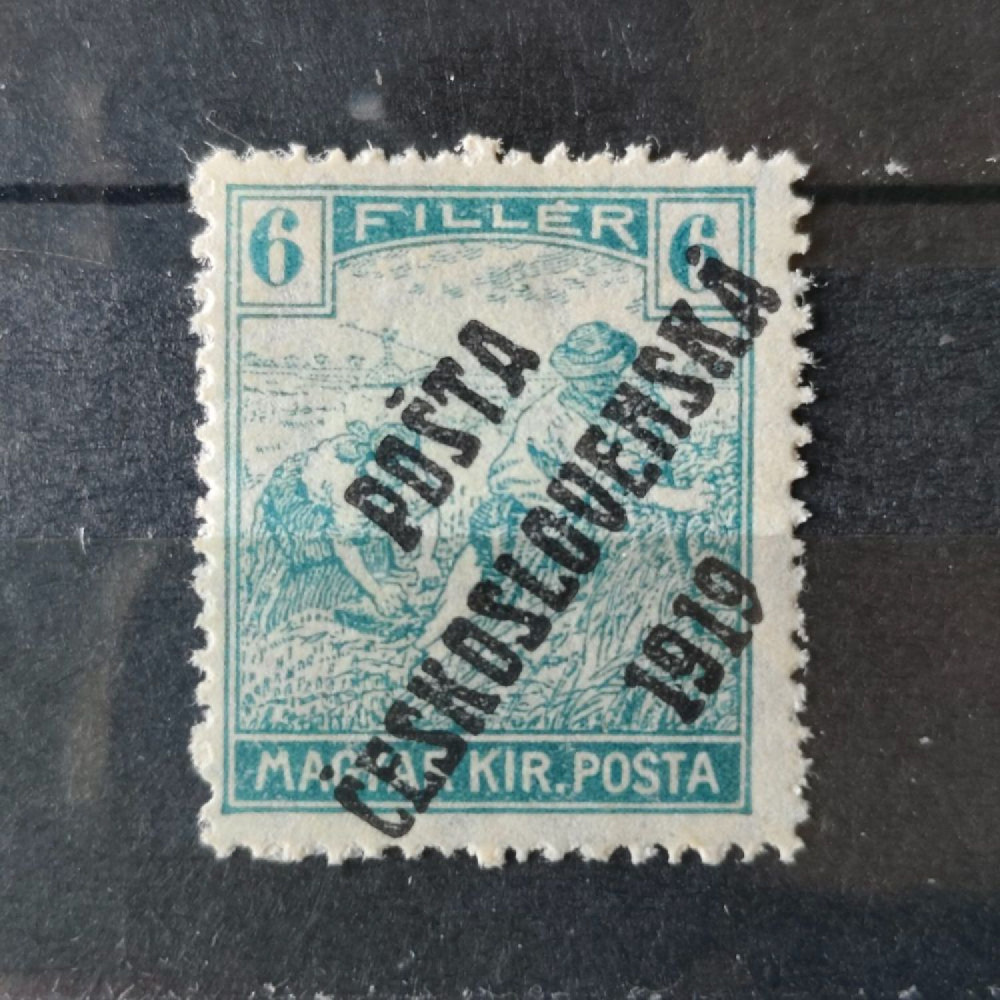 6 FILLÉR 6
POŠTA
ČESKOSLOVENSKÁ
1919
MAGYAR KIR. POSTA